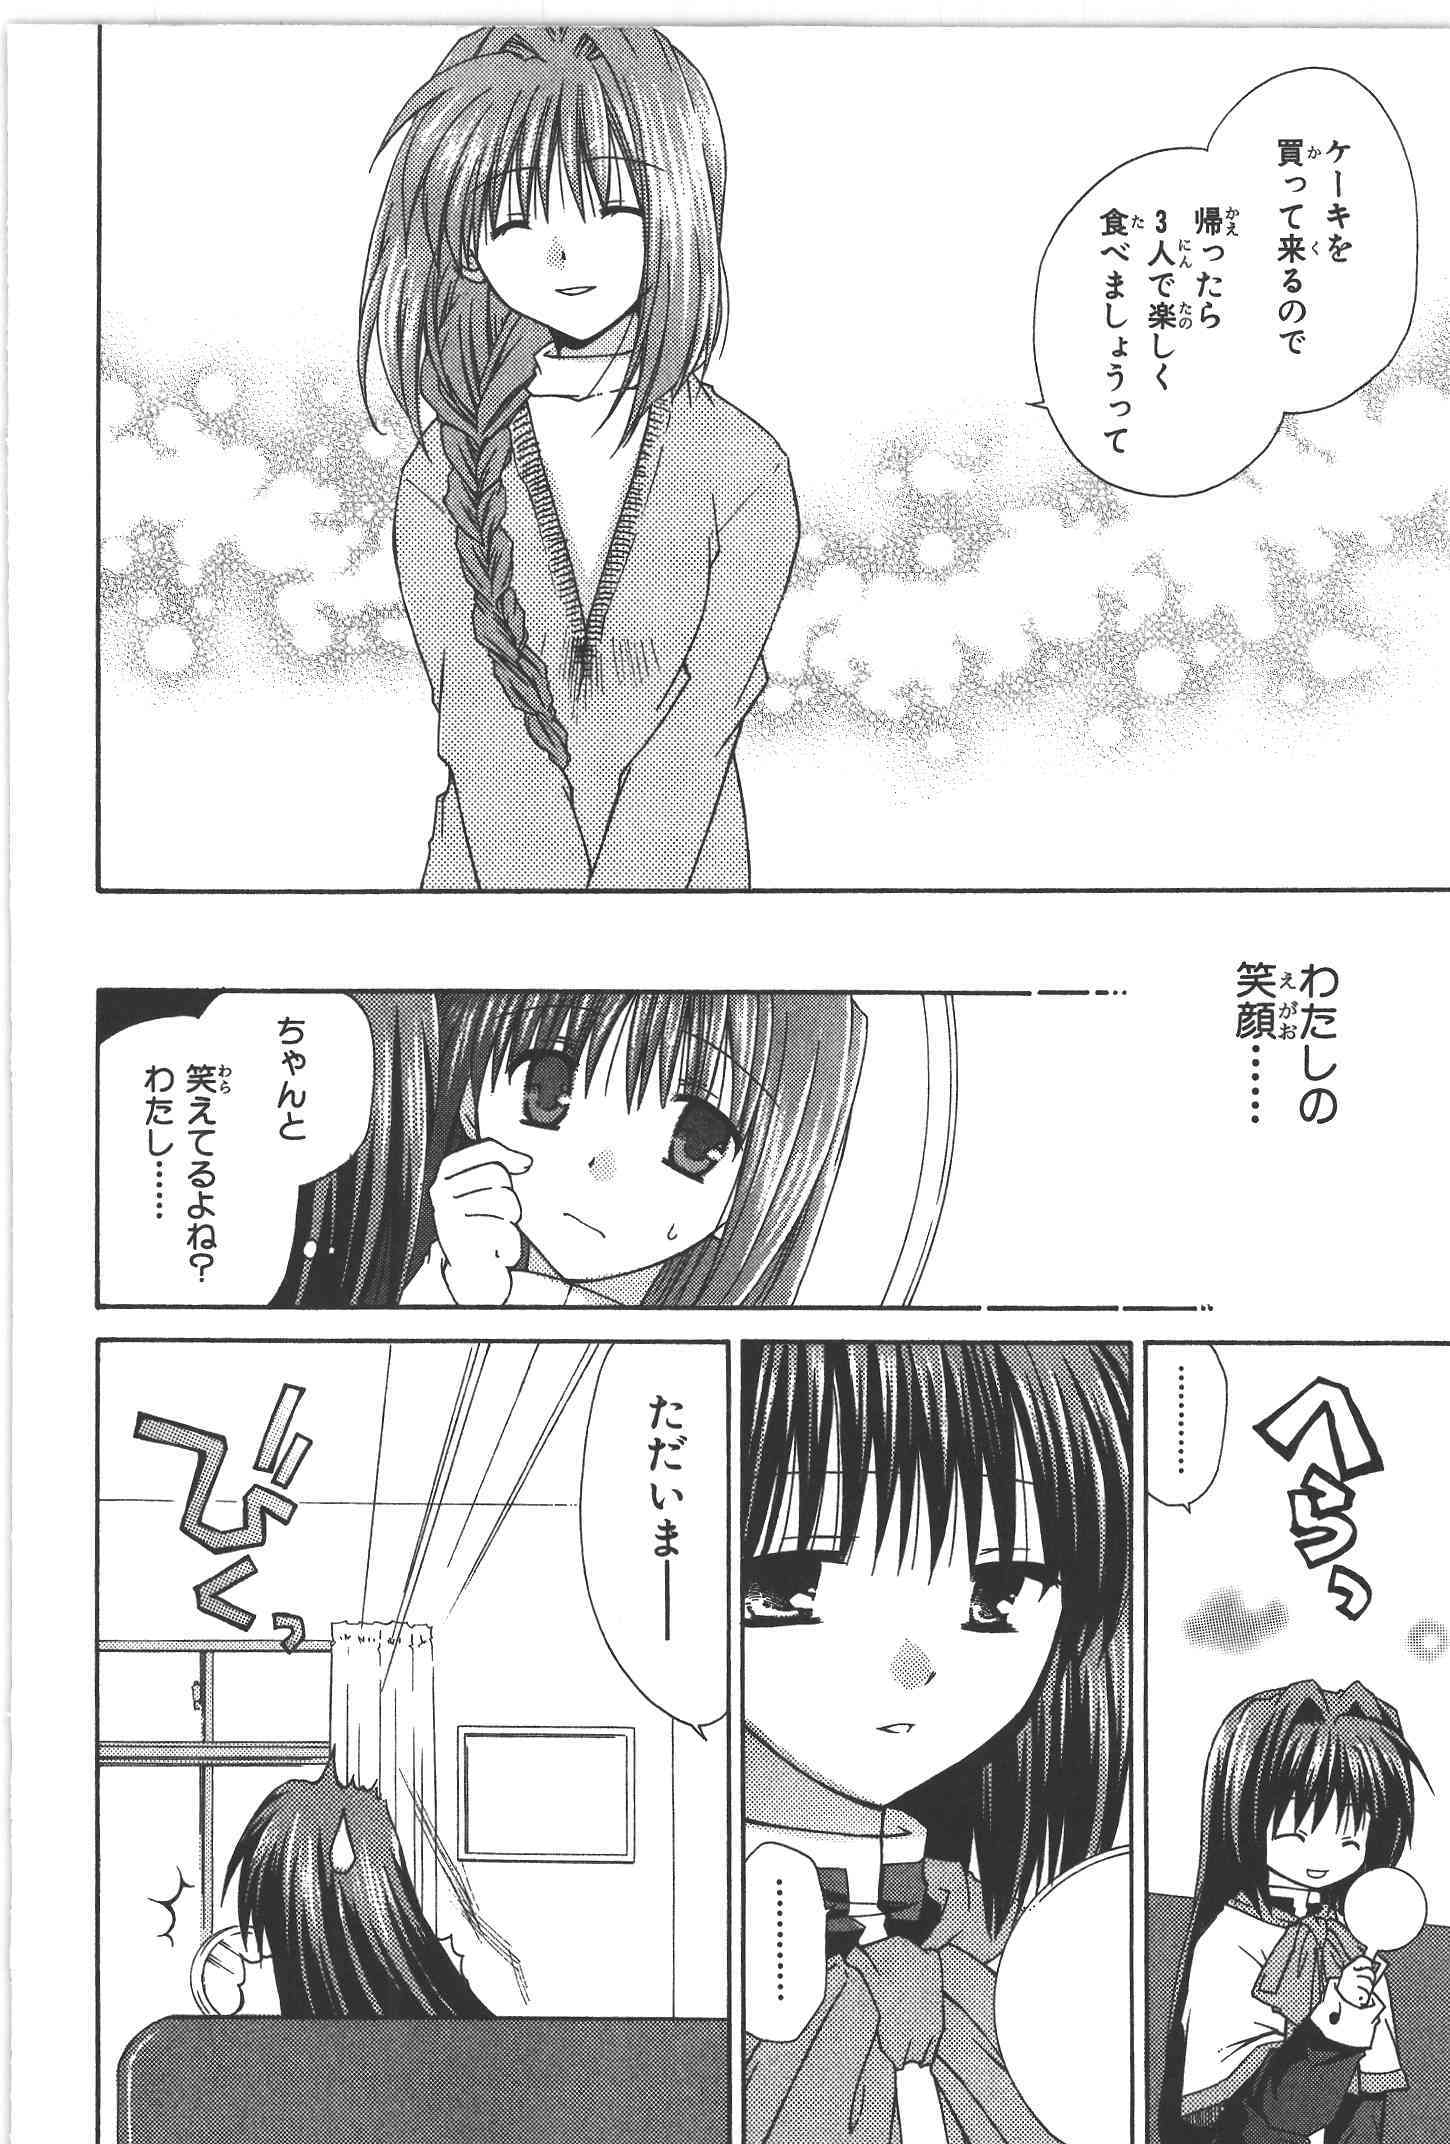 ケーキを
買って来るので
帰ったら
3人で楽しく
食べましょうって
わたしの
笑顔……
ちゃんと
笑えてるよね?
わたし……
…………
へらっ
…………
ただいま――
びくっ